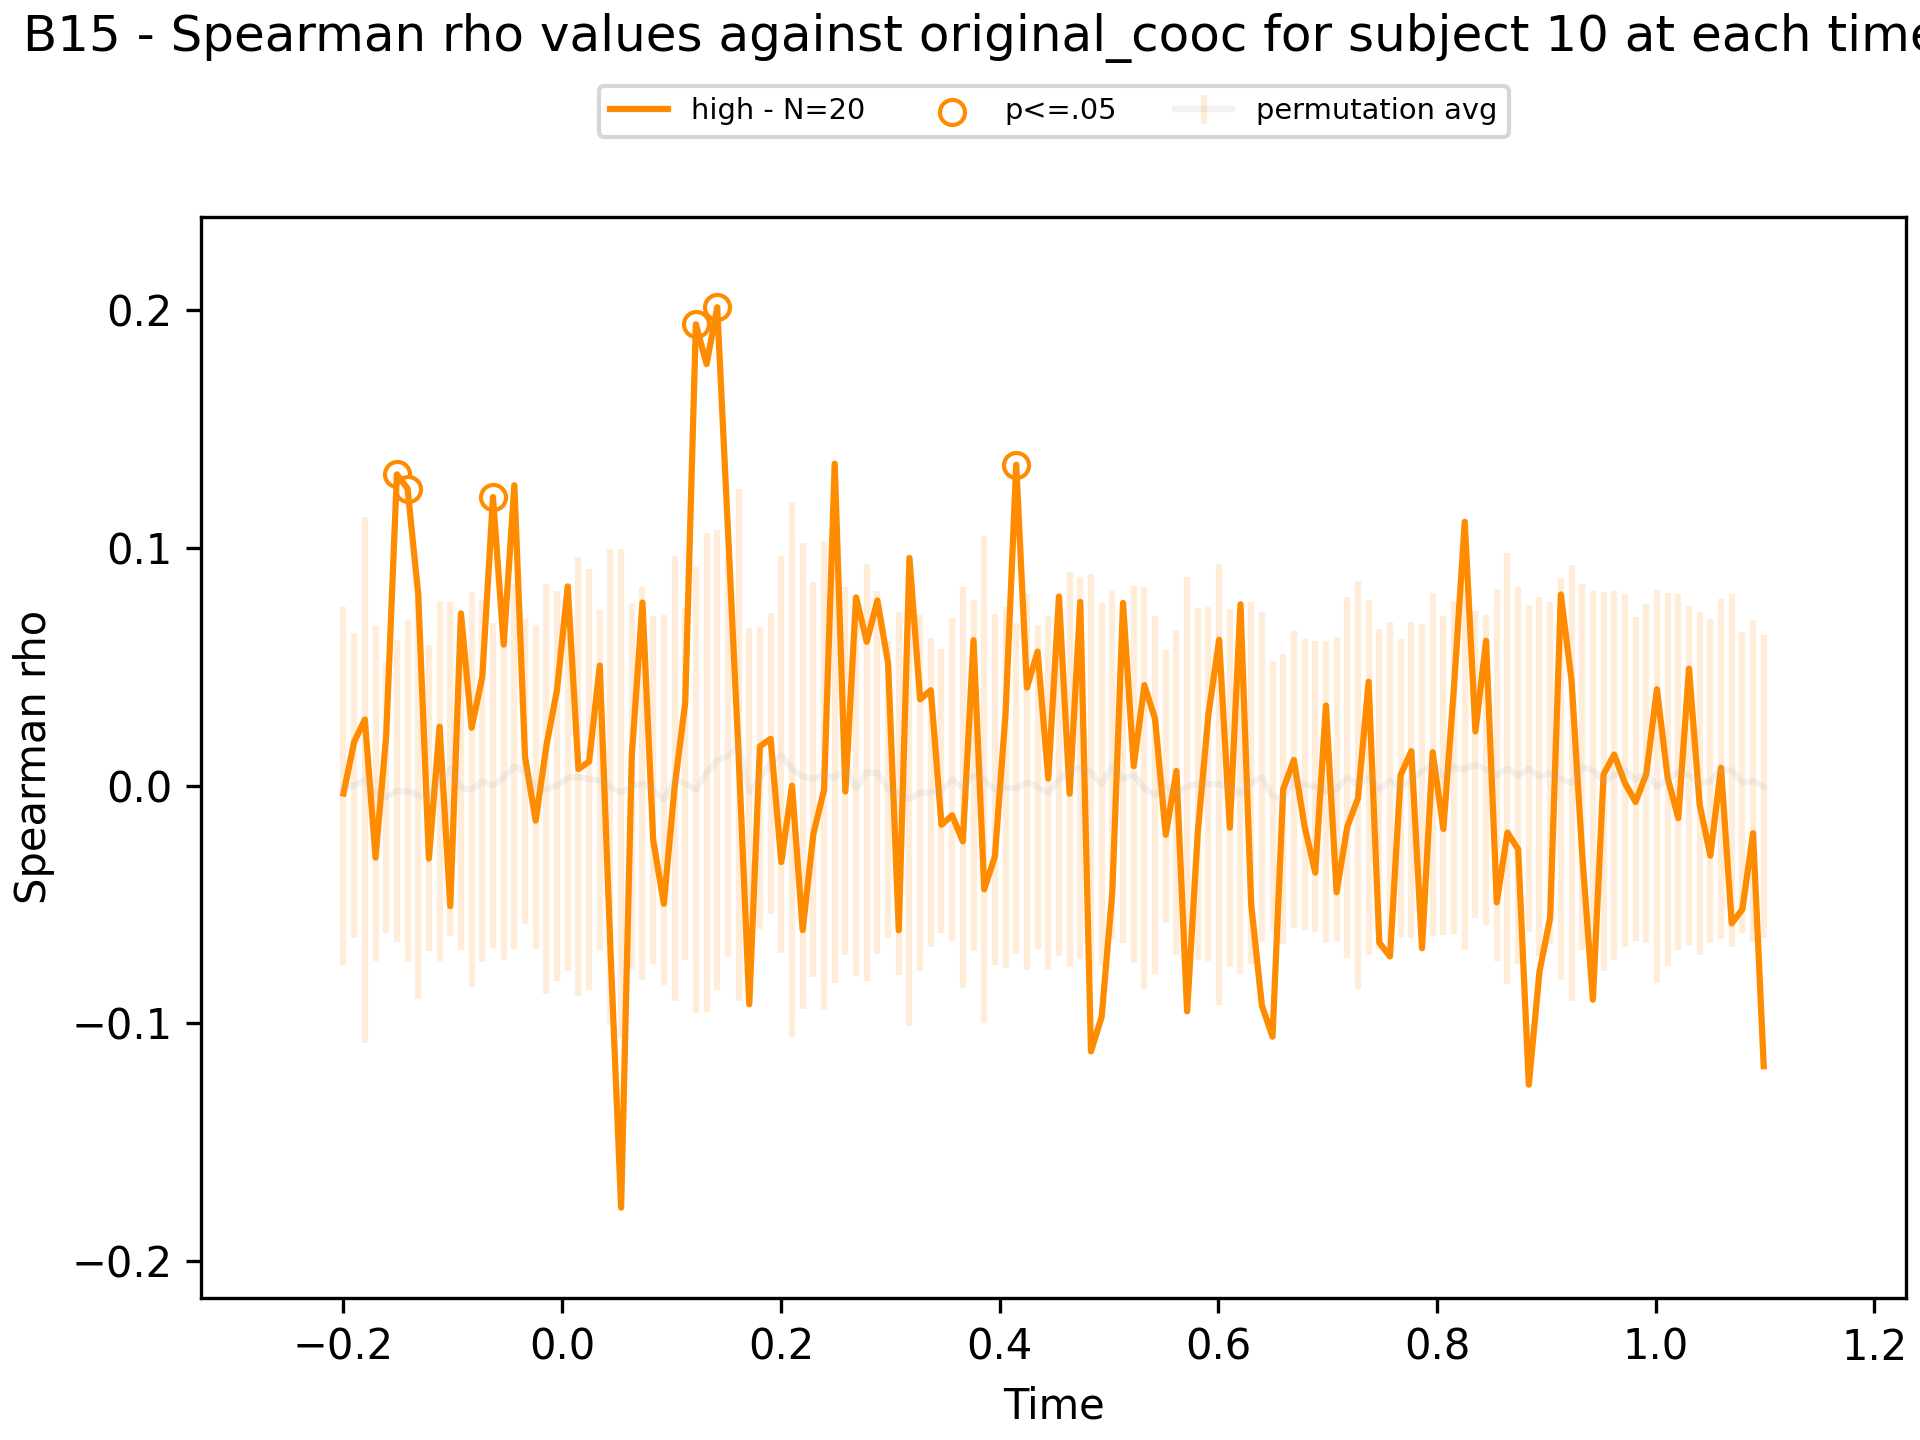 B15 - Spearman rho values against original_cooc for subject 10 at each time
high - N=20 p<=.05 permutation avg
0.2
0.1
0.0
−0.1
−0.2
Spearman rho
−0.2 0.0 0.2 0.4 0.6 0.8 1.0 1.2
Time